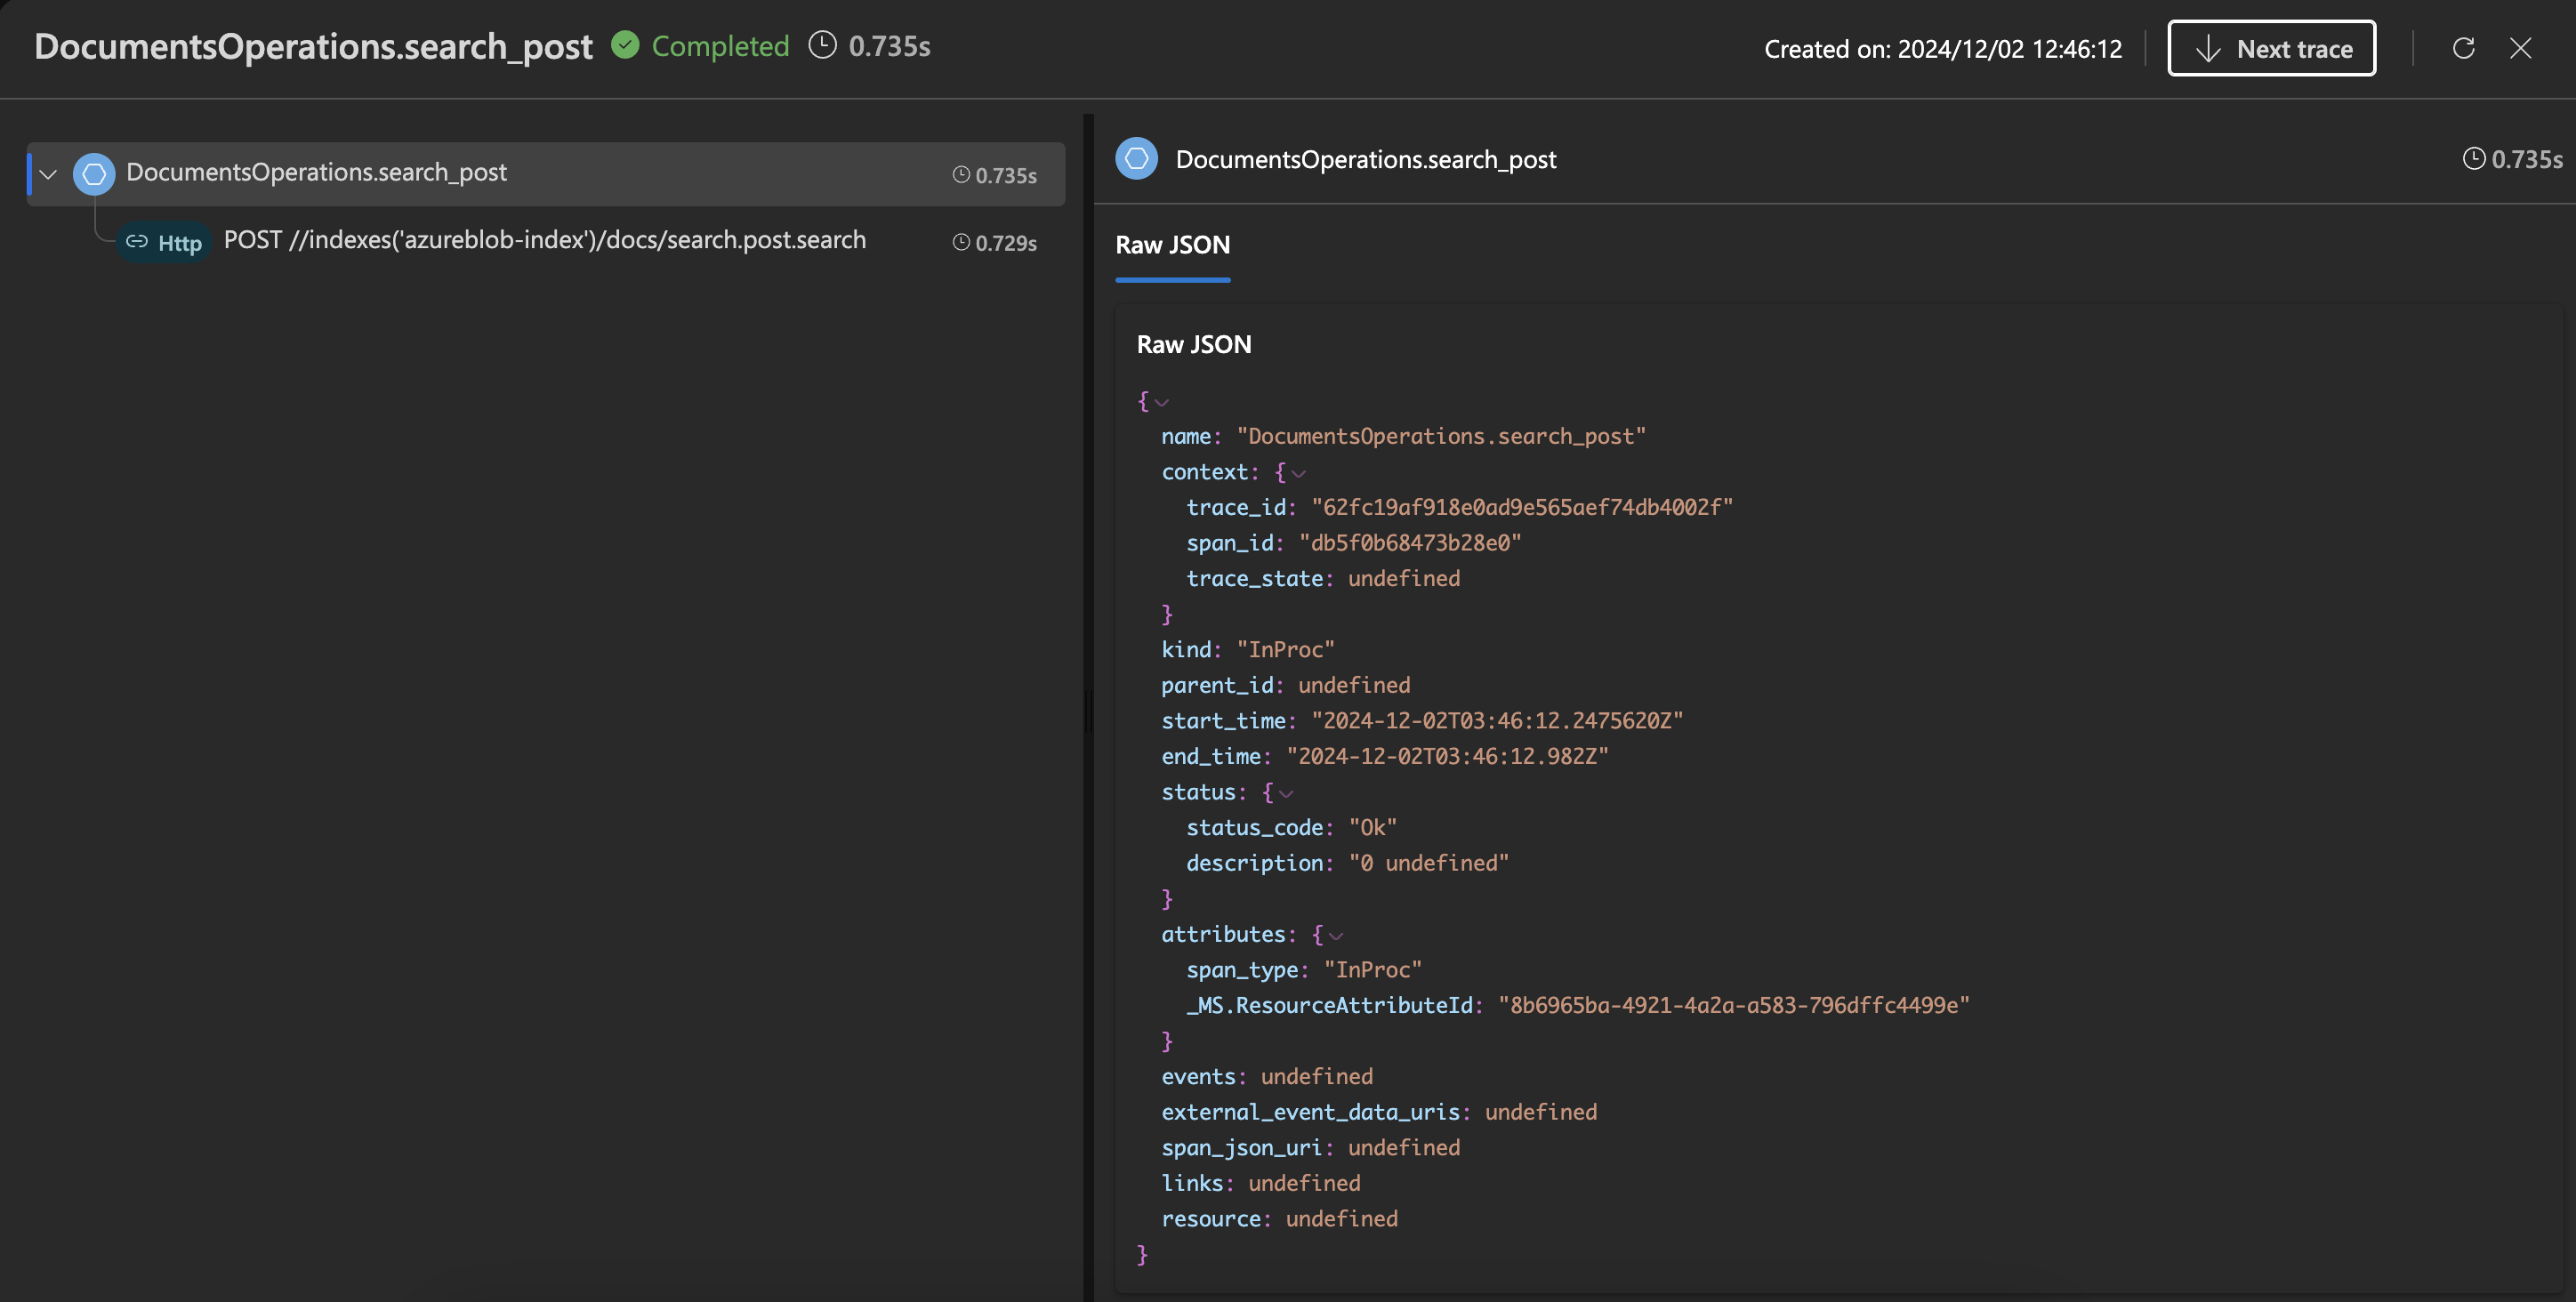 DocumentsOperations.search_post Completed 0.735s
Created on: 2024/12/02 12:46:12 Next trace
DocumentsOperations.search_post 0.735s
Http POST //indexes('azureblob-index')/docs/search.post.search 0.729s
DocumentsOperations.search_post 0.735s
Raw JSON
Raw JSON
{
name: "DocumentsOperations.search_post"
context: {
trace_id: "62fc19af918e0ad9e565aef74db4002f"
span_id: "db5f0b68473b28e0"
trace_state: undefined
}
kind: "InProc"
parent_id: undefined
start_time: "2024-12-02T03:46:12.2475620Z"
end_time: "2024-12-02T03:46:12.982Z"
status: {
status_code: "Ok"
description: "0 undefined"
}
attributes: {
span_type: "InProc"
_MS.ResourceAttributeId: "8b6965ba-4921-4a2a-a583-796dffc4499e"
}
events: undefined
external_event_data_uris: undefined
span_json_uri: undefined
links: undefined
resource: undefined
}